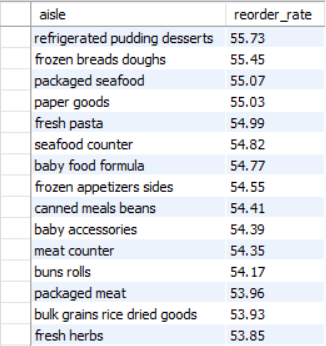 aisle reorder_rate
refrigerated pudding desserts 55.73
frozen breads doughs 55.45
packaged seafood 55.07
paper goods 55.03
fresh pasta 54.99
seafood counter 54.82
baby food formula 54.77
frozen appetizers sides 54.55
canned meals beans 54.41
baby accessories 54.39
meat counter 54.35
buns rolls 54.17
packaged meat 53.96
bulk grains rice dried goods 53.93
fresh herbs 53.85